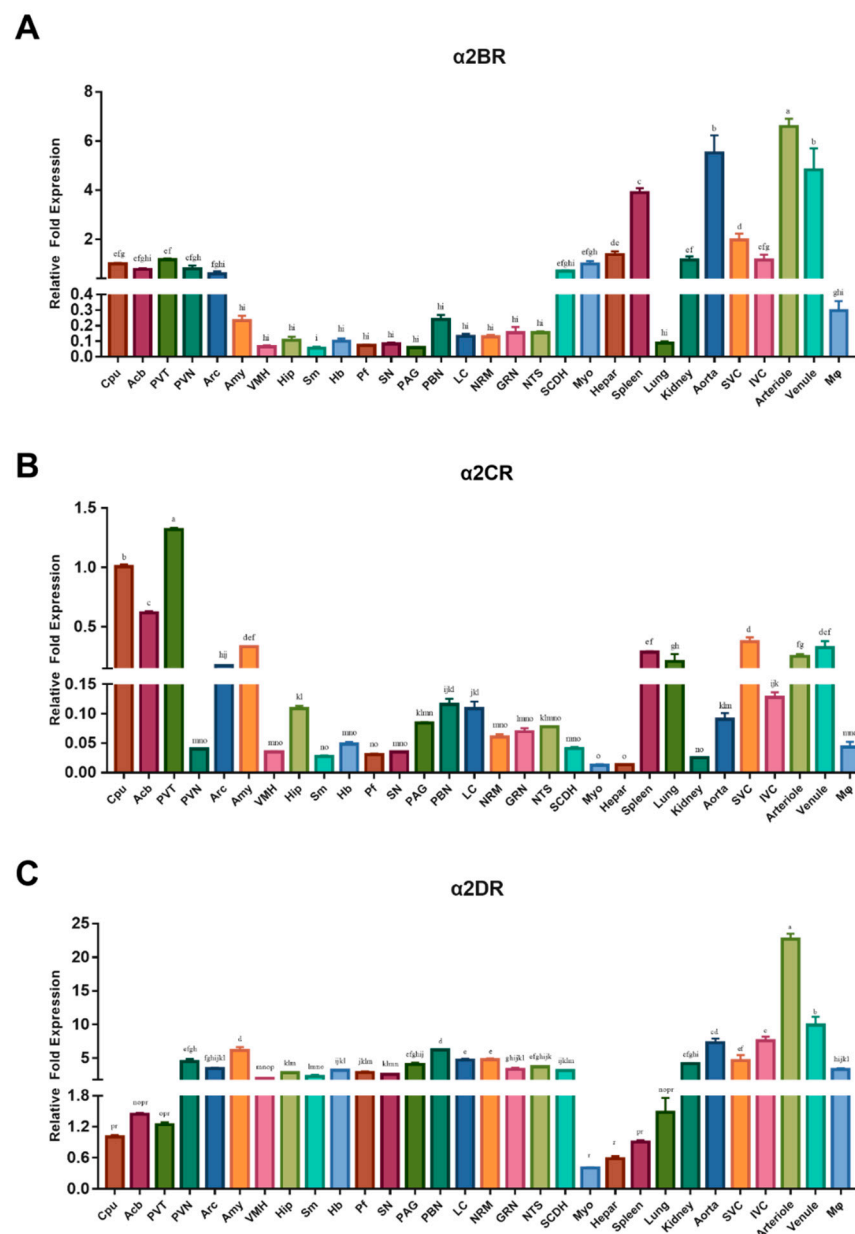 A
α2BR
Relative Fold Expression
8
6
4
2
0.4
0.3
0.2
0.1
0.0
efg efghi ef efgh fghi hi hi hi i hi hi hi hi hi hi hi hi hi efghi efgh de c hi ef b d efg a b ghi
Cpu Acb PVT PVN Arc Amy VMH Hip Sm Hb Pf SN PAG PBN LC NRM GRN NTS SCDH Myo Hepar Spleen Lung Kidney Aorta SVC IVC Arteriole Venule Mφ
B
α2CR
Relative Fold Expression
1.5
1.0
0.5
0.15
0.10
0.05
0.00
b c a mno hij def mno kl no mno no mno klmn ijkl jkl mno lmno klmno mno o o ef gh no klm d ijk fg def mno
Cpu Acb PVT PVN Arc Amy VMH Hip Sm Hb Pf SN PAG PBN LC NRM GRN NTS SCDH Myo Hepar Spleen Lung Kidney Aorta SVC IVC Arteriole Venule Mφ
C
α2DR
Relative Fold Expression
25
20
15
10
5
1.8
1.2
0.6
0.0
pr nopr opr efgh fghijkl d mnop klm lmno ijkl jklm klmn efghij d e e ghijkl efghijk ijklm r r pr nopr efghi cd ef c a b hijkl
Cpu Acb PVT PVN Arc Amy VMH Hip Sm Hb Pf SN PAG PBN LC NRM GRN NTS SCDH Myo Hepar Spleen Lung Kidney Aorta SVC IVC Arteriole Venule Mφ